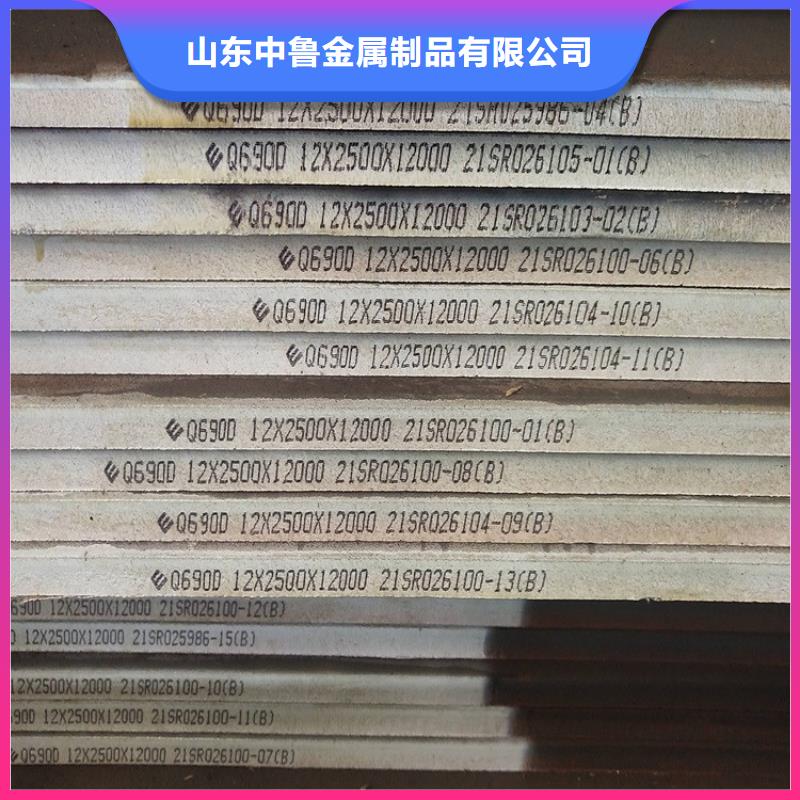 山东中鲁金属制品有限公司
Q690D 12X2500X12000 21SR025986-04(B)
Q690D 12X2500X12000 21SR026105-01(B)
Q690D 12X2500X12000 21SR026103-02(B)
Q690D 12X2500X12000 21SR026100-06(B)
Q690D 12X2500X12000 21SR026104-10(B)
Q690D 12X2500X12000 21SR026104-11(B)
Q690D 12X2500X12000 21SR026100-01(B)
Q690D 12X2500X12000 21SR026100-08(B)
Q690D 12X2500X12000 21SR026104-09(B)
Q690D 12X2500X12000 21SR026100-13(B)
690D 12X2500X12000 21SR026100-12(B)
12X2500X12000 21SR025986-15(B)
12X2500X12000 21SR026100-10(B)
90D 12X2500X12000 21SR026100-11(B)
Q690D 12X2500X12000 21SR026100-07(B)